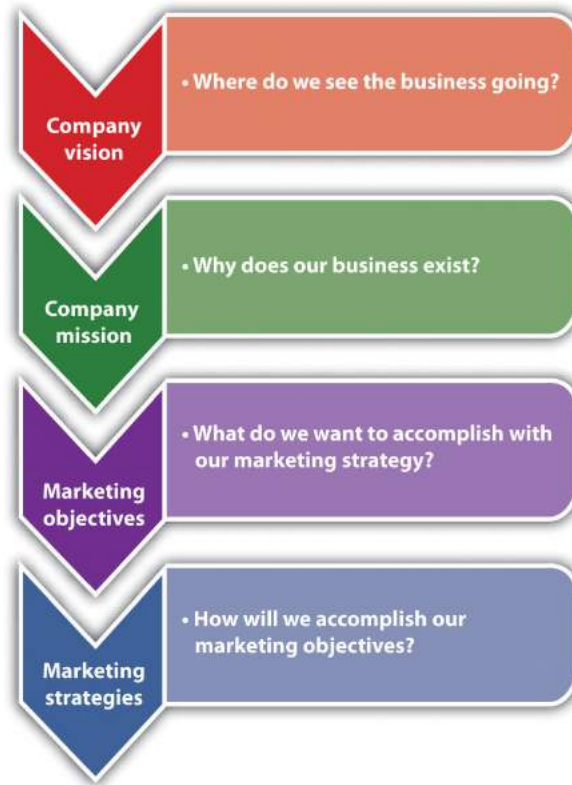 Company
vision
• Where do we see the business going?
Company
mission
• Why does our business exist?
Marketing
objectives
• What do we want to accomplish with
our marketing strategy?
Marketing
strategies
• How will we accomplish our
marketing objectives?